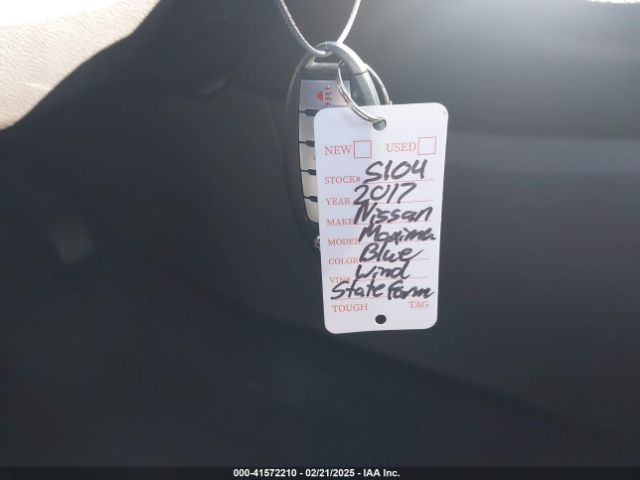 NEW USED
STOCK# S104
YEAR 2017
MAKE Nissan
MODEL Maxima
COLOR Blue
VIN# Wind
State Farm
TOUGH TAG
000-41572210 - 02/21/2025 - IAA Inc.